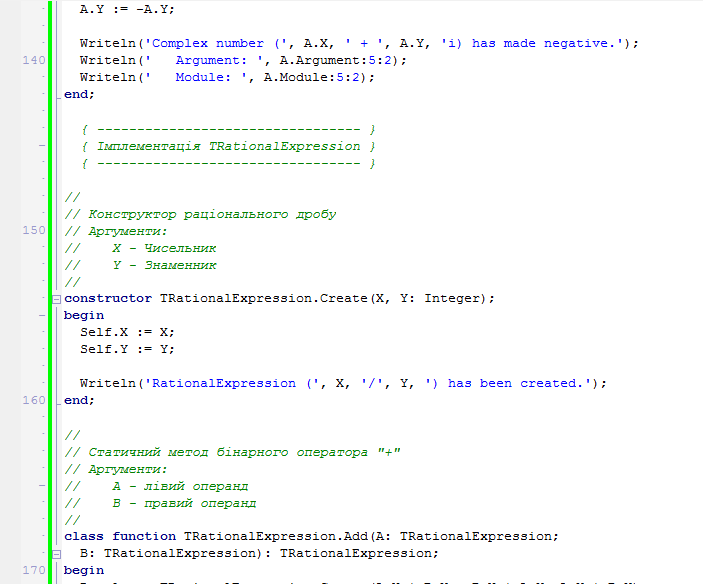 A.Y := -A.Y;
Writeln('Complex number (', A.X, ' + ', A.Y, 'i) has made negative.');
140 Writeln('   Argument: ', A.Argument:5:2);
Writeln('   Module: ', A.Module:5:2);
end;
{ --------------------------------- }
{ Імплементація TRationalExpression }
{ --------------------------------- }
//
// Конструктор раціонального дробу
150 // Аргументи:
//    X - Чисельник
//    Y - Знаменник
//
constructor TRationalExpression.Create(X, Y: Integer);
begin
Self.X := X;
Self.Y := Y;
Writeln('RationalExpression (', X, '/', Y, ') has been created.');
160 end;
//
// Статичний метод бінарного оператора "+"
// Аргументи:
//    A - лівий операнд
//    B - правий операнд
//
class function TRationalExpression.Add(A: TRationalExpression;
B: TRationalExpression): TRationalExpression;
170 begin